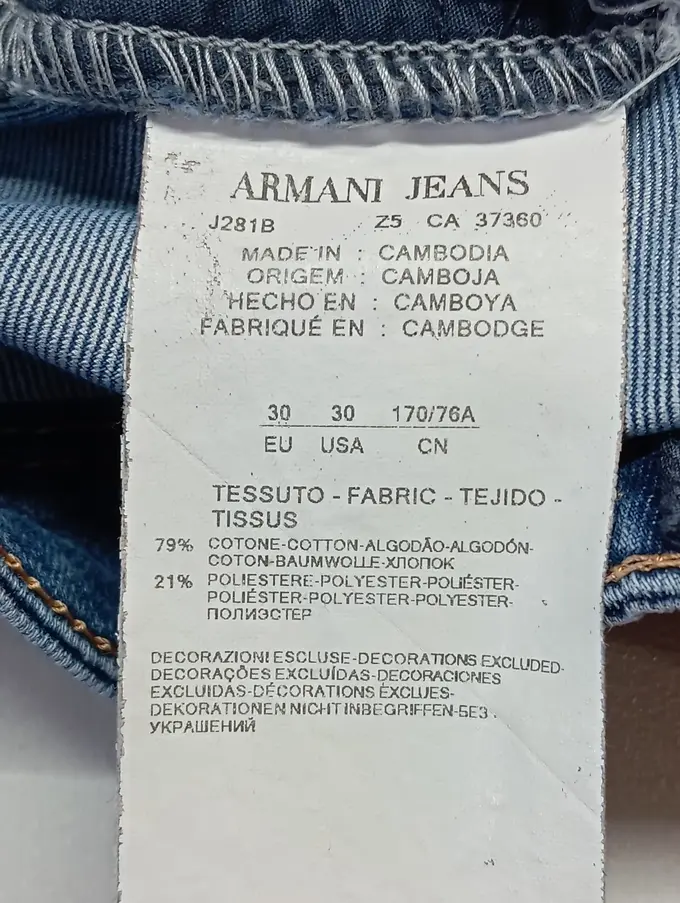 ARMANI JEANS
J281B Z5 CA 37360
MADE IN : CAMBODIA
ORIGEM : CAMBOJA
HECHO EN : CAMBOYA
FABRIQUÉ EN : CAMBODGE
30 30 170/76A
EU USA CN
TESSUTO - FABRIC - TEJIDO -
TISSUS
79% COTONE-COTTON-ALGODÃO-ALGODÓN-
COTON-BAUMWOLLE-ХЛОПОК
21% POLIESTERE-POLYESTER-POLIÉSTER-
POLIÉSTER-POLYESTER-POLYESTER-
ПОЛИЭСТЕР
DECORAZIONI ESCLUSE-DECORATIONS EXCLUDED-
DECORAÇÕES EXCLUÍDAS-DECORACIONES
EXCLUIDAS-DÉCORATIONS EXCLUES-
DEKORATIONEN NICHT INBEGRIFFEN-БЕЗ
УКРАШЕНИЙ